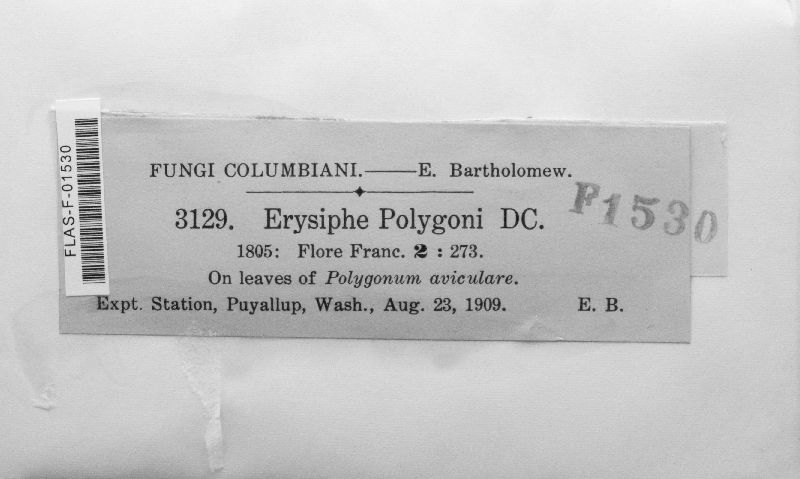 FLAS-F-01530
FUNGI COLUMBIANI.——E. Bartholomew.
F1530
3129. Erysiphe Polygoni DC.
1805: Flore Franc. 2 : 273.
On leaves of Polygonum aviculare.
Expt. Station, Puyallup, Wash., Aug. 23, 1909. E. B.